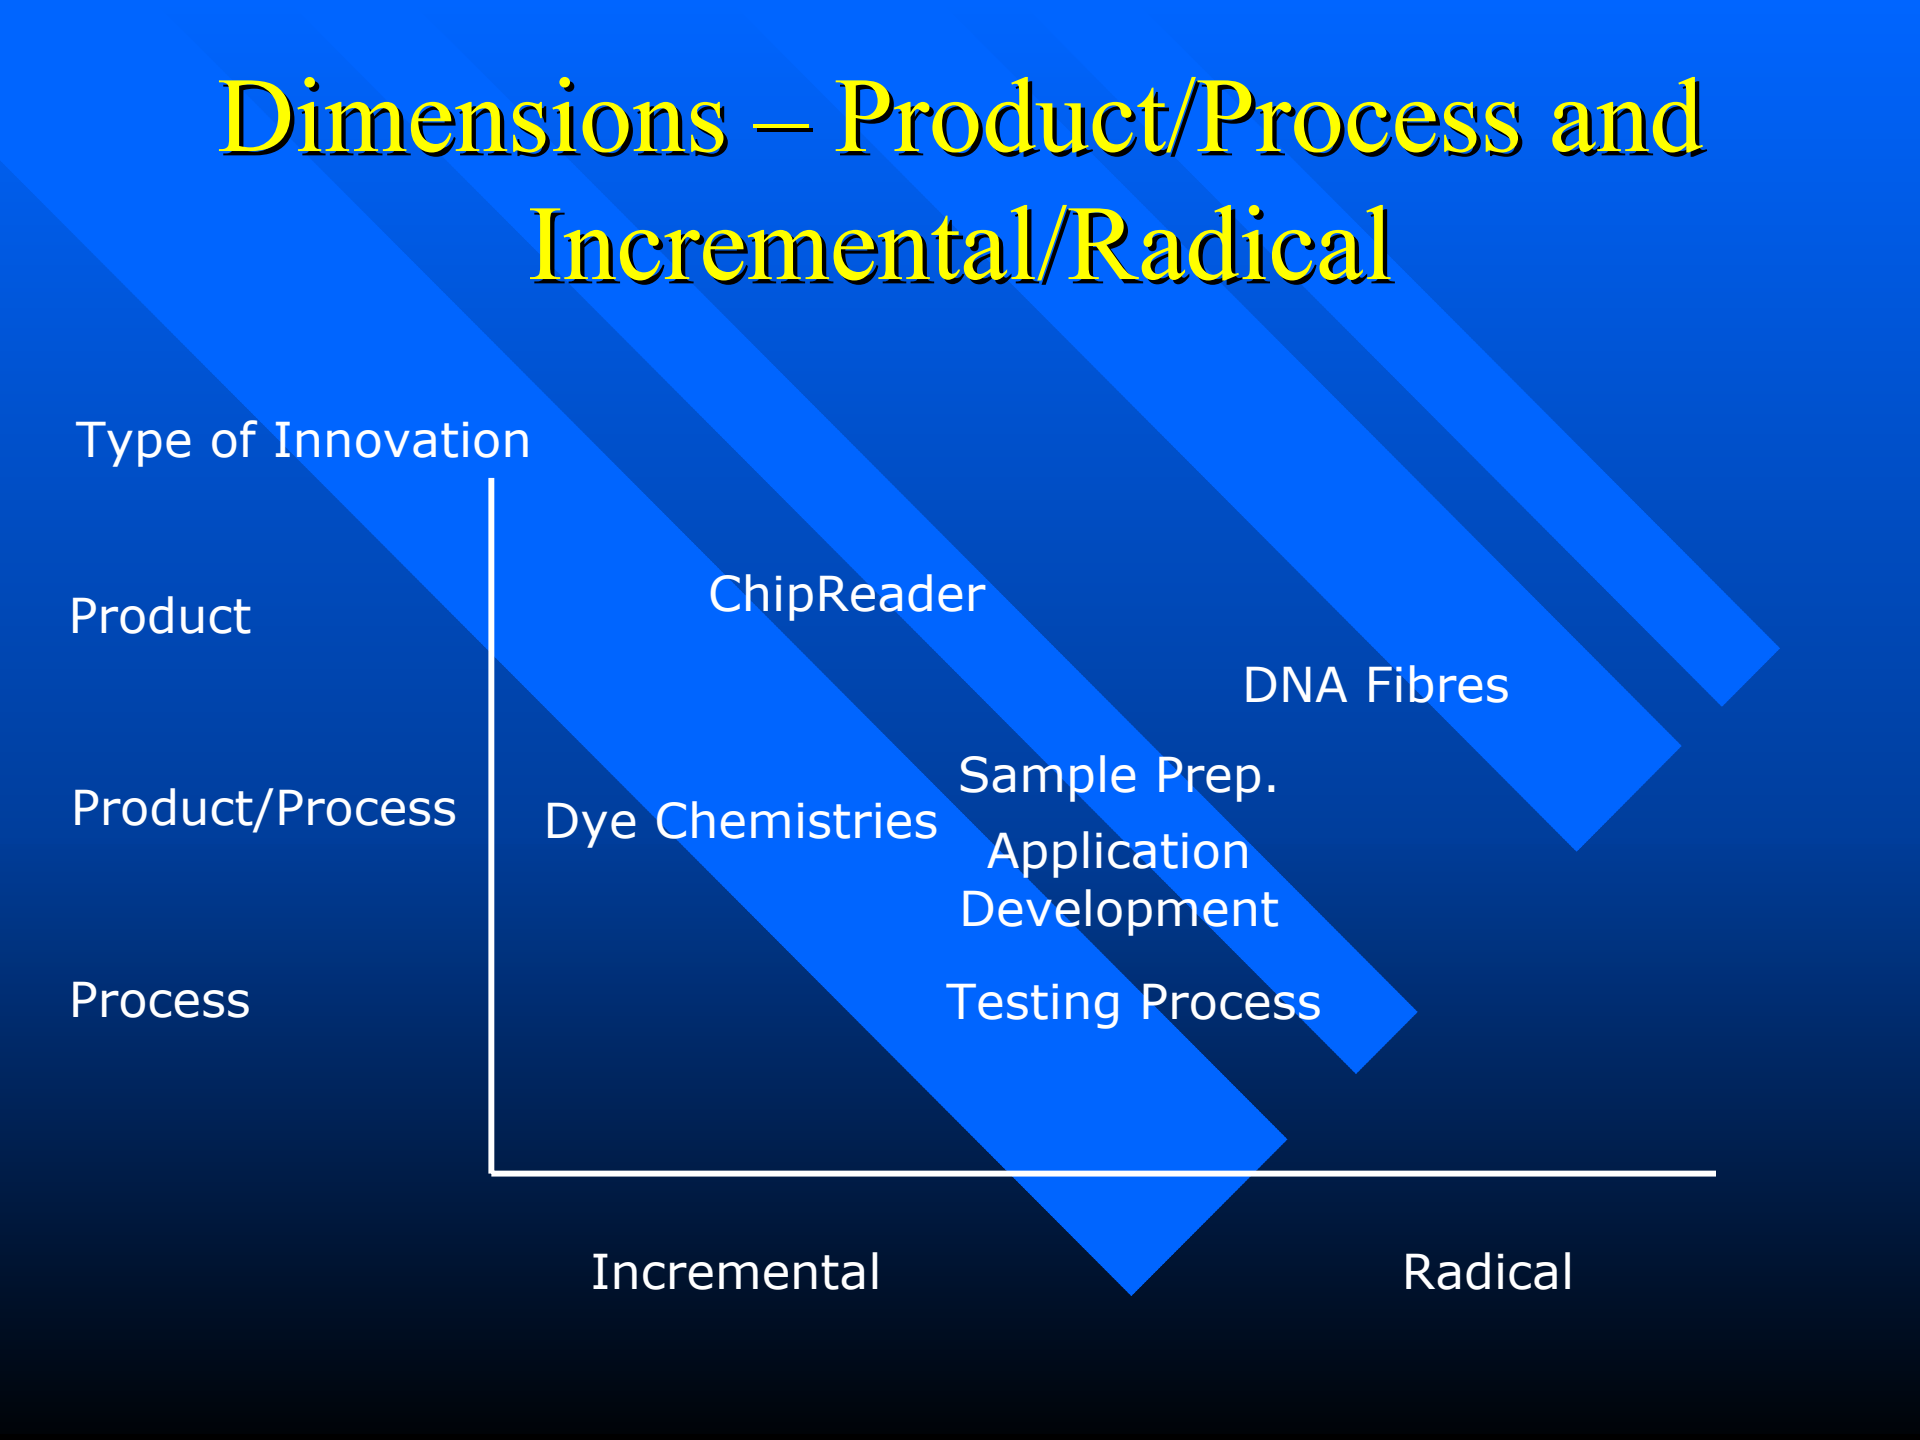 Dimensions – Product/Process and
Incremental/Radical
Type of Innovation
ChipReader
Product
DNA Fibres
Sample Prep.
Product/Process
Dye Chemistries
Application
Development
Process
Testing Process
Incremental
Radical